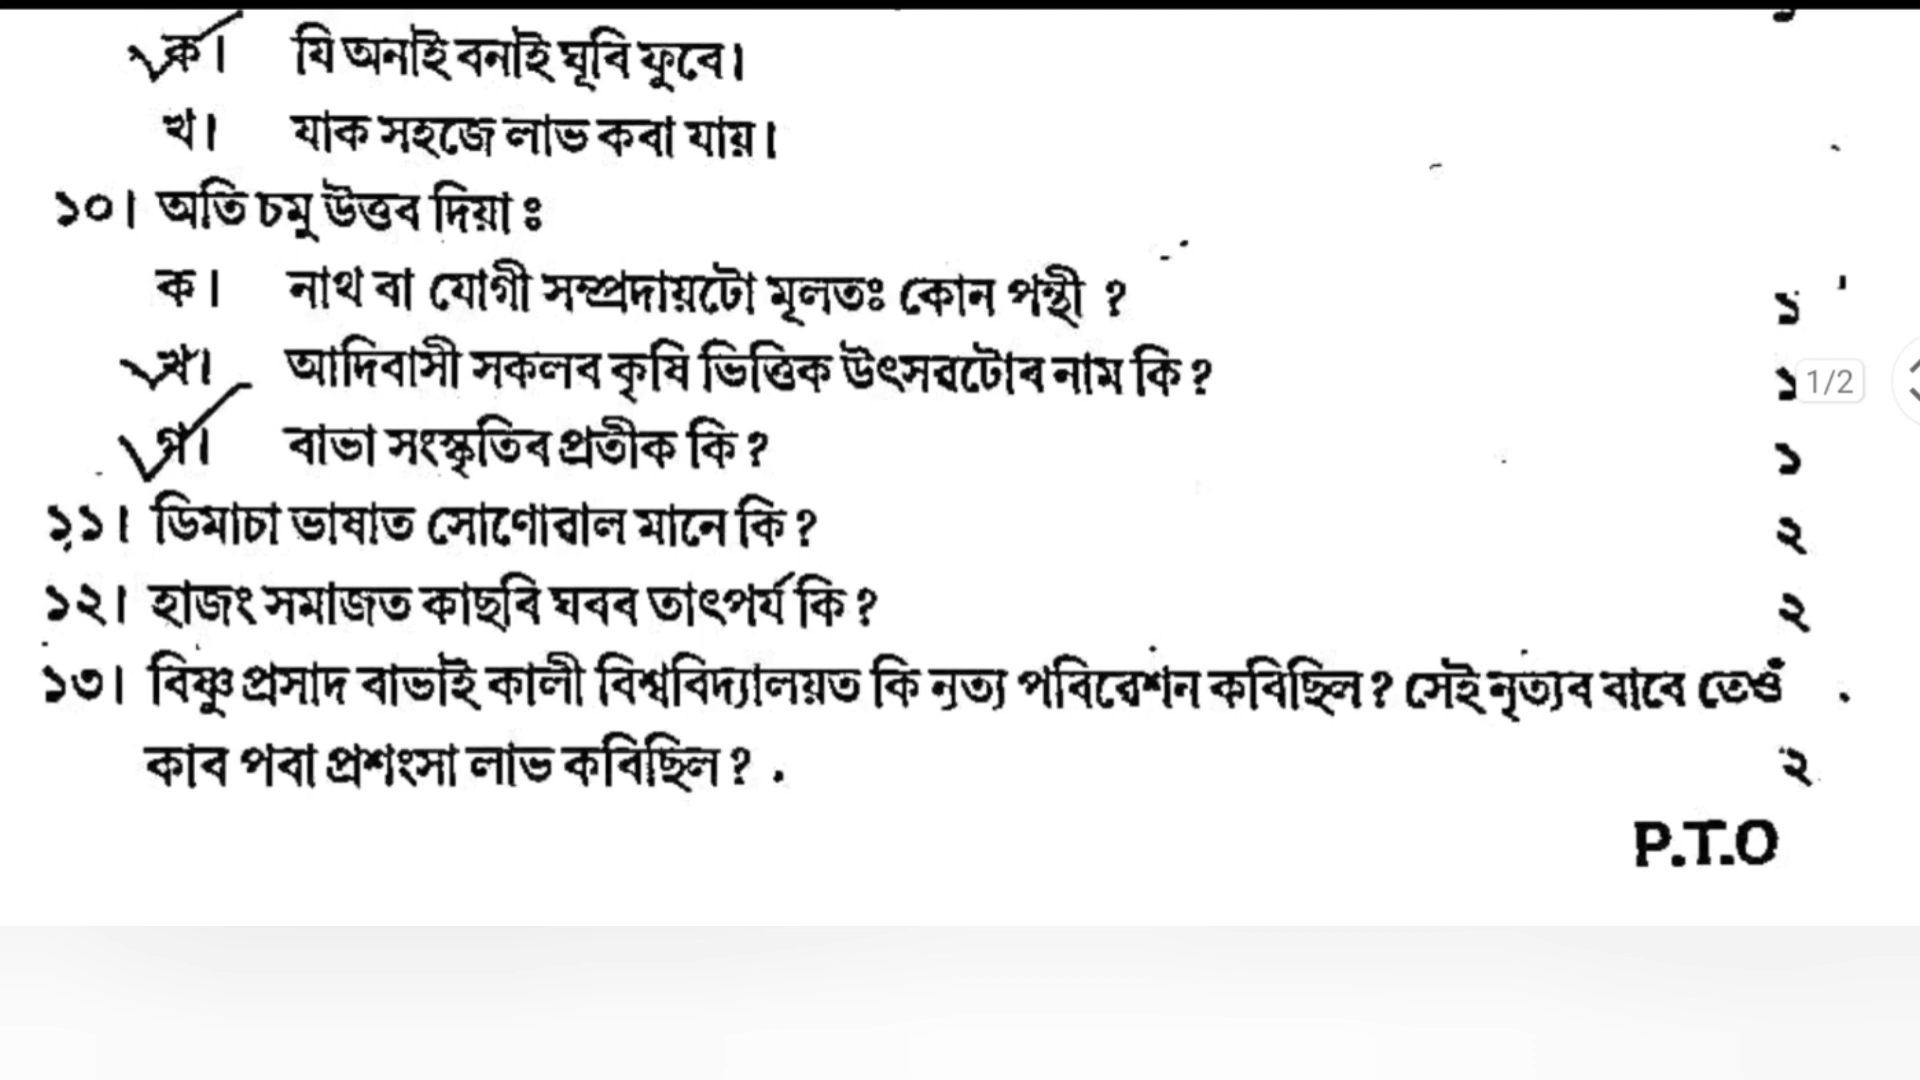 ক। যি অনাই বনাই ঘূৰি ফুৰে।
খ। যাক সহজে লাভ কৰা যায়।
১০। অতি চমু উত্তৰ দিয়া ঃ
ক। নাথ বা যোগী সম্প্ৰদায়টো মূলতঃ কোন পন্থী ? ১
খ। আদিবাসী সকলৰ কৃষি ভিত্তিক উৎসৱটোৰ নাম কি ? ১
1/2
গ। ৰাভা সংস্কৃতিৰ প্ৰতীক কি ? ১
১১। ডিমাচা ভাষাত সোণোৱাল মানে কি ? ২
১২। হাজং সমাজত কাছৰি ঘৰৰ তাৎপৰ্য কি ? ২
১৩। বিষ্ণু প্ৰসাদ ৰাভাই কালী বিশ্ববিদ্যালয়ত কি নৃত্য পৰিৱেশন কৰিছিল ? সেই নৃত্যৰ বাবে তেওঁ
কাৰ পৰা প্ৰশংসা লাভ কৰিছিল ? . ২
P.T.O